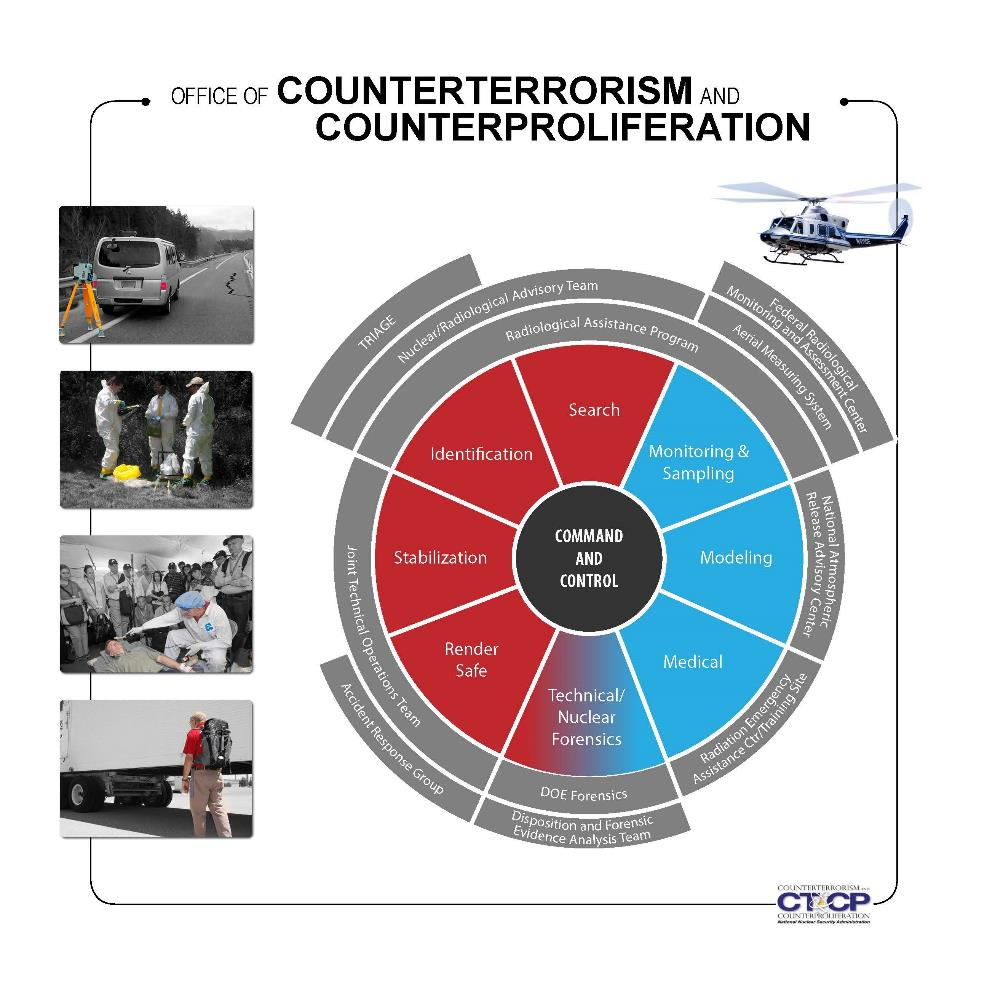 OFFICE OF COUNTERTERRORISM AND
COUNTERPROLIFERATION
TRIAGE
Nuclear/Radiological Advisory Team
Radiological Assistance Program
Federal Radiological
Monitoring and Assessment Center
Aerial Measuring System
Search
Identification
Monitoring &
Sampling
Stabilization
COMMAND
AND
CONTROL
Modeling
National Atmospheric
Release Advisory Center
Joint Technical Operations Team
Render
Safe
Medical
Technical/
Nuclear
Forensics
Radiation Emergency
Assistance Ctr/Training Site
Accident Response Group
DOE Forensics
Disposition and Forensic
Evidence Analysis Team
COUNTERTERRORISM AND
CT&CP
COUNTERPROLIFERATION
National Nuclear Security Administration